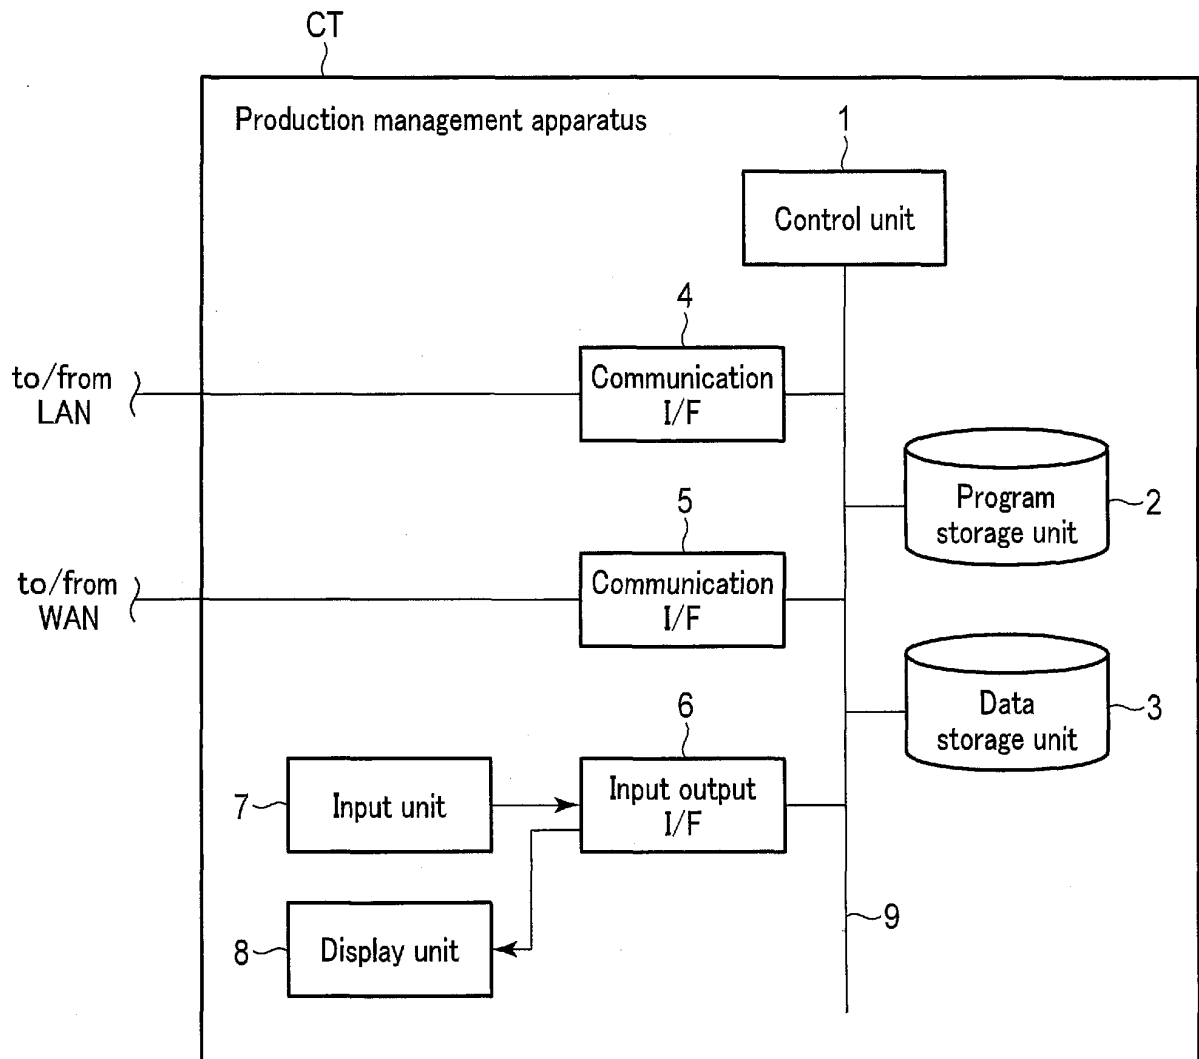 CT
Production management apparatus
1
Control unit
4
Communication
I/F
to/from
LAN
Program
storage unit
2
5
Communication
I/F
to/from
WAN
Data
storage unit
3
6
Input output
I/F
7
Input unit
9
8
Display unit